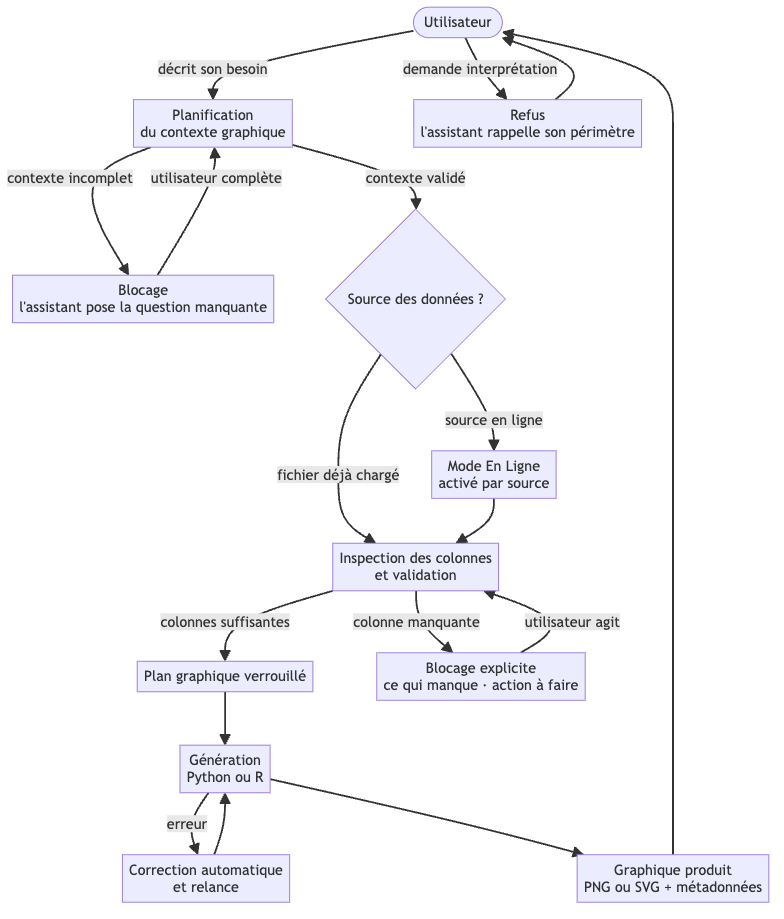 Utilisateur
décrit son besoin
demande interprétation
Planification
du contexte graphique
Refus
l'assistant rappelle son périmètre
contexte incomplet
utilisateur complète
contexte validé
Blocage
l'assistant pose la question manquante
Source des données ?
source en ligne
fichier déjà chargé
Mode En Ligne
activé par source
Inspection des colonnes
et validation
colonnes suffisantes
colonne manquante
utilisateur agit
Plan graphique verrouillé
Blocage explicite
ce qui manque · action à faire
Génération
Python ou R
erreur
Correction automatique
et relance
Graphique produit
PNG ou SVG + métadonnées